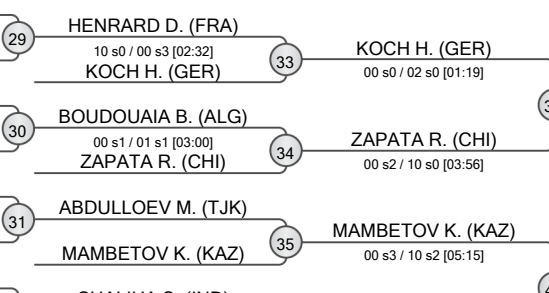 29
HENRARD D. (FRA)
10 s0 / 00 s3 [02:32]
KOCH H. (GER)
33
KOCH H. (GER)
00 s0 / 02 s0 [01:19]
30
BOUDOUAIA B. (ALG)
00 s1 / 01 s1 [03:00]
ZAPATA R. (CHI)
34
ZAPATA R. (CHI)
00 s2 / 10 s0 [03:56]
31
ABDULLOEV M. (TJK)
MAMBETOV K. (KAZ)
35
MAMBETOV K. (KAZ)
00 s3 / 10 s2 [05:15]